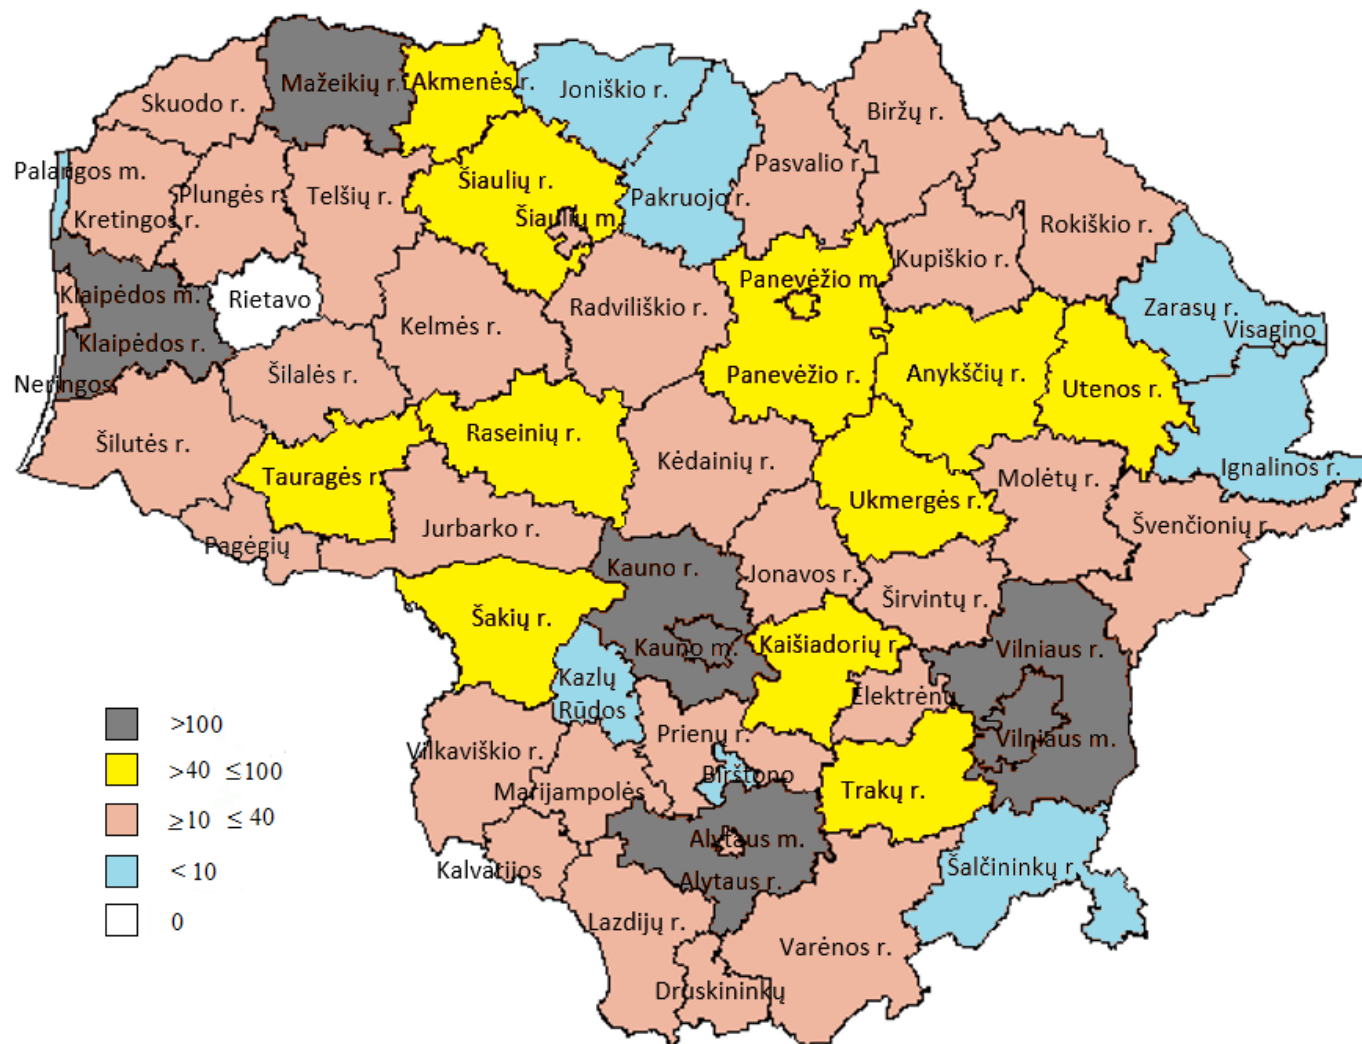 Mažeikių r.
Akmenės r.
Joniškio r.
Skuodo r.
Biržų r.
Pasvalio r.
Palangos m.
Šiaulių r.
Plungės r.
Telšių r.
Pakruojo r.
Kretingos r.
Šiaulių m.
Rokiškio r.
Kupiškio r.
Panevėžio m.
Klaipėdos m.
Rietavo
Radviliškio r.
Zarasų r.
Visagino
Kelmės r.
Klaipėdos r.
Neringos
Šilalės r.
Panevėžio r.
Anykščių r.
Utenos r.
Šilutės r.
Raseinių r.
Kėdainių r.
Ignalinos r.
Tauragės r.
Molėtų r.
Ukmergės r.
Jurbarko r.
Švenčionių r.
Pagėgių
Kauno r.
Jonavos r.
Širvintų r.
Šakių r.
Kauno m.
Kaišiadorių r.
Vilniaus r.
Kazlų
Rūdos
Elektrėnų
Prienų r.
Vilniaus m.
Vilkaviškio r.
Birštono
Marijampolės
Trakų r.
Alytaus m.
Kalvarijos
Alytaus r.
Šalčininkų r.
Lazdijų r.
Varėnos r.
Druskininkų
>100
>40 ≤100
≥10 ≤ 40
< 10
0